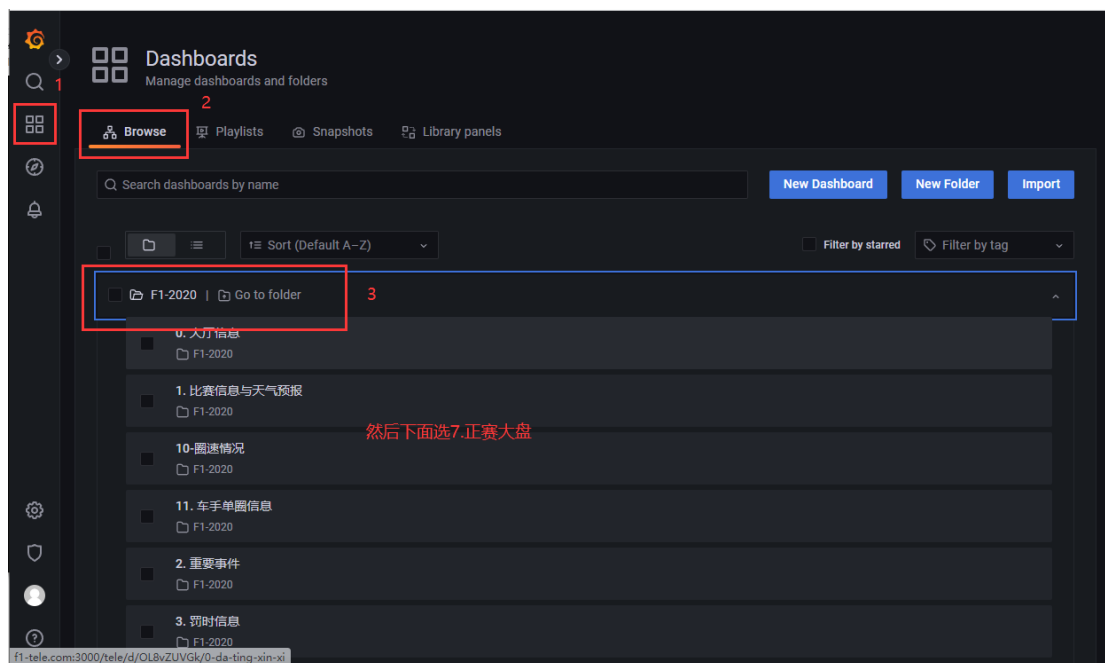 Dashboards
Manage dashboards and folders
1
2
Browse
Playlists
Snapshots
Library panels
Search dashboards by name
New Dashboard
New Folder
Import
Sort (Default A–Z)
Filter by starred
Filter by tag
F1-2020 | Go to folder
3
0. 大厅信息
F1-2020
1. 比赛信息与天气预报
F1-2020
然后下面选7.正赛大盘
10-圈速情况
F1-2020
11. 车手单圈信息
F1-2020
2. 重要事件
F1-2020
3. 罚时信息
F1-2020
f1-tele.com:3000/tele/d/OL8vZUVGk/0-da-ting-xin-xi